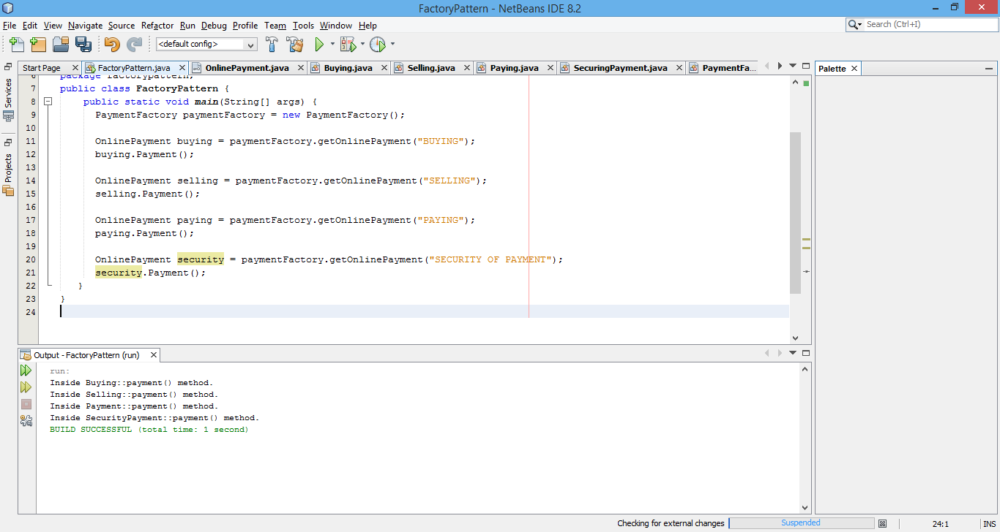 FactoryPattern - NetBeans IDE 8.2
File Edit View Navigate Source Refactor Run Debug Profile Team Tools Window Help
Search (Ctrl+I)
<default config>
Start Page FactoryPattern.java OnlinePayment.java Buying.java Selling.java Paying.java SecuringPayment.java PaymentFa...
Palette
Services
Projects
6 package factorypattern;
7 public class FactoryPattern {
8 public static void main(String[] args) {
9 PaymentFactory paymentFactory = new PaymentFactory();
10
11 OnlinePayment buying = paymentFactory.getOnlinePayment("BUYING");
12 buying.Payment();
13
14 OnlinePayment selling = paymentFactory.getOnlinePayment("SELLING");
15 selling.Payment();
16
17 OnlinePayment paying = paymentFactory.getOnlinePayment("PAYING");
18 paying.Payment();
19
20 OnlinePayment security = paymentFactory.getOnlinePayment("SECURITY OF PAYMENT");
21 security.Payment();
22 }
23 }
24
Output - FactoryPattern (run)
run:
Inside Buying::payment() method.
Inside Selling::payment() method.
Inside Payment::payment() method.
Inside SecurityPayment::payment() method.
BUILD SUCCESSFUL (total time: 1 second)
Checking for external changes Suspended 24:1 INS